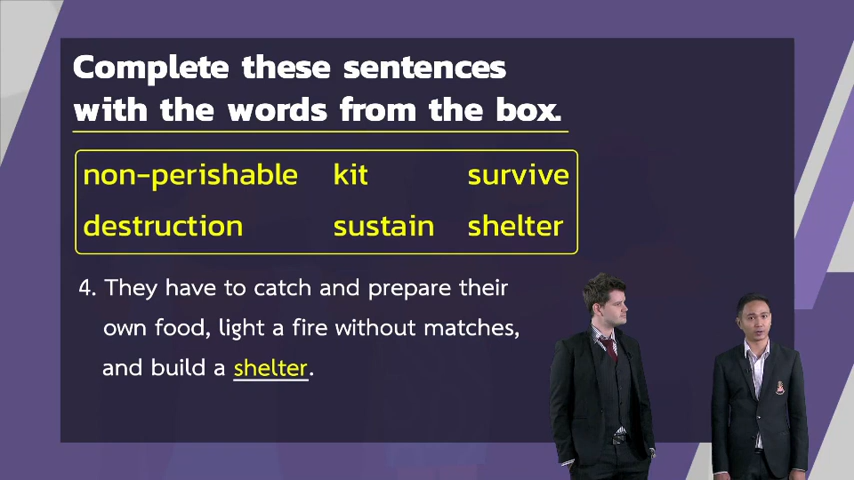 Complete these sentences
with the words from the box.
non-perishable kit survive
destruction sustain shelter
4. They have to catch and prepare their
own food, light a fire without matches,
and build a shelter.